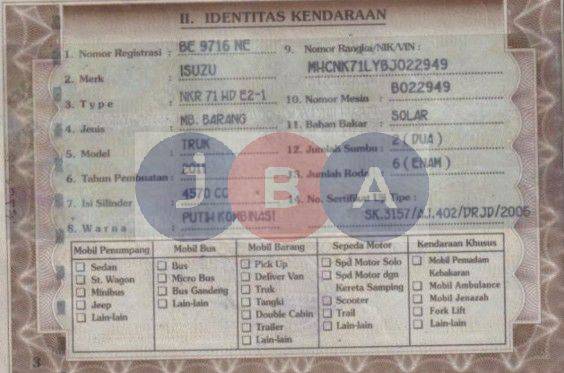 II. IDENTITAS KENDARAAN
1. Nomor Registrasi : BE 9716 NE
2. Merk : ISUZU
3. Type : NKR 71 HD E2-1
4. Jenis : MB. BARANG
5. Model : TRUK
6. Tahun Pembuatan : 2011
7. Isi Silinder : 4570 CC
8. Warna : PUTIH KOMBINASI
9. Nomor Rangka/NIK/VIN :
MHCNK71LYBJ022949
10. Nomor Mesin : B022949
11. Bahan Bakar : SOLAR
12. Jumlah Sumbu : 2 ( DUA )
13. Jumlah Roda : 6 ( ENAM )
14. No. Sertifikat Uji Tipe :
SK.3157/AJ.402/DRJD/2006
JBA
Mobil Penumpang
Sedan
St. Wagon
Minibus
Jeep
Lain-lain
Mobil Bus
Bus
Micro Bus
Bus Gandeng
Lain-lain
Mobil Barang
Pick Up
Deliver Van
Truk
Tangki
Double Cabin
Trailer
Lain-lain
Sepeda Motor
Spd Motor Solo
Spd Motor dgn
Kereta Samping
Scooter
Trail
Lain-lain
Kendaraan Khusus
Mobil Pemadam
Kebakaran
Mobil Ambulance
Mobil Jenazah
Fork Lift
Lain-lain
3